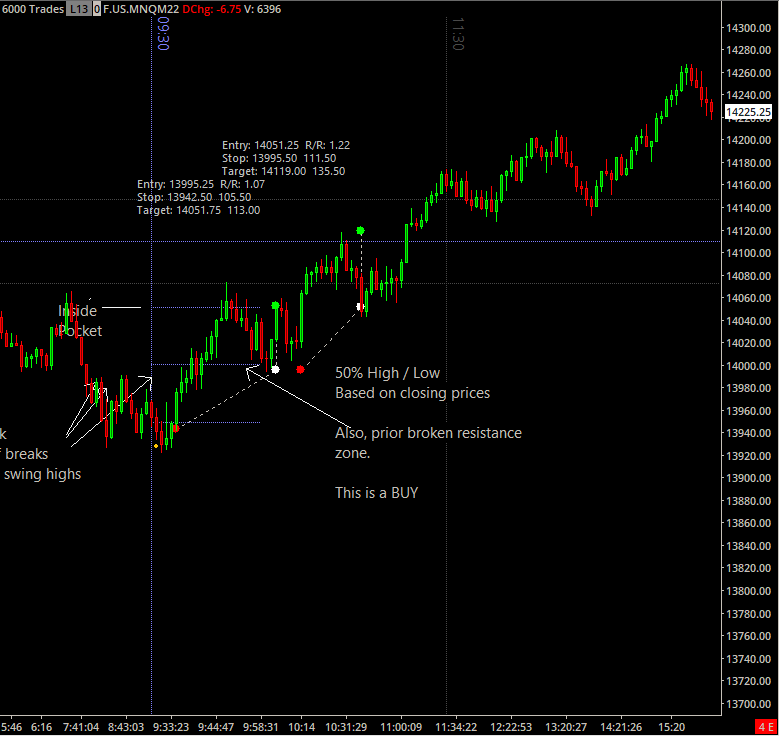 6000 Trades L13 0 F.US.MNQM22 DChg: -6.75 V: 6396
09:30
11:30
14300.00
14280.00
14260.00
14240.00
14225.25
14220.00
14200.00
14180.00
14160.00
14140.00
14120.00
14100.00
14080.00
14060.00
14040.00
14020.00
14000.00
13980.00
13960.00
13940.00
13920.00
13900.00
13880.00
13860.00
13840.00
13820.00
13800.00
13780.00
13760.00
13740.00
13720.00
13700.00
Entry: 14051.25 R/R: 1.22
Stop: 13995.50 111.50
Target: 14119.00 135.50
Entry: 13995.25 R/R: 1.07
Stop: 13942.50 105.50
Target: 14051.75 113.00
Inside
Pocket
50% High / Low
Based on closing prices
Also, prior broken resistance
zone.
This is a BUY
k
f breaks
swing highs
5:46 6:16 7:41:04 8:43:03 9:33:23 9:44:47 9:58:31 10:14 10:31:29 11:00:09 11:34:22 12:22:53 13:20:27 14:21:26 15:20
4 E